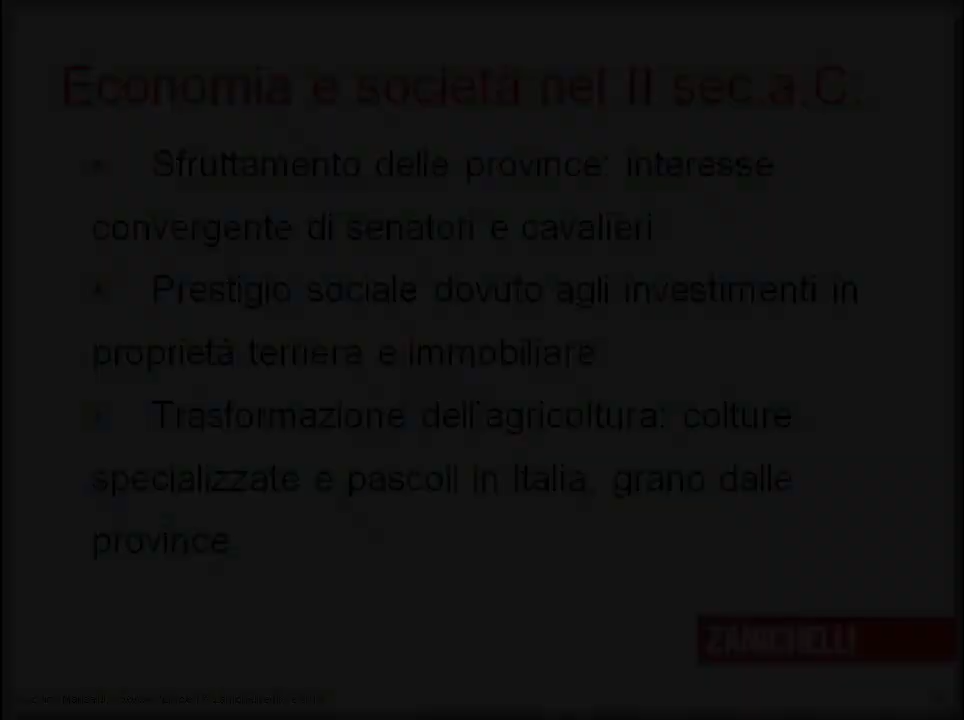 Economia e società nel II sec.a.C.
• Sfruttamento delle province: interesse
convergente di senatori e cavalieri
• Prestigio sociale dovuto agli investimenti in
proprietà terriera e immobiliare
• Trasformazione dell'agricoltura: colture
specializzate e pascoli in Italia, grano dalle
province
ZANICHELLI